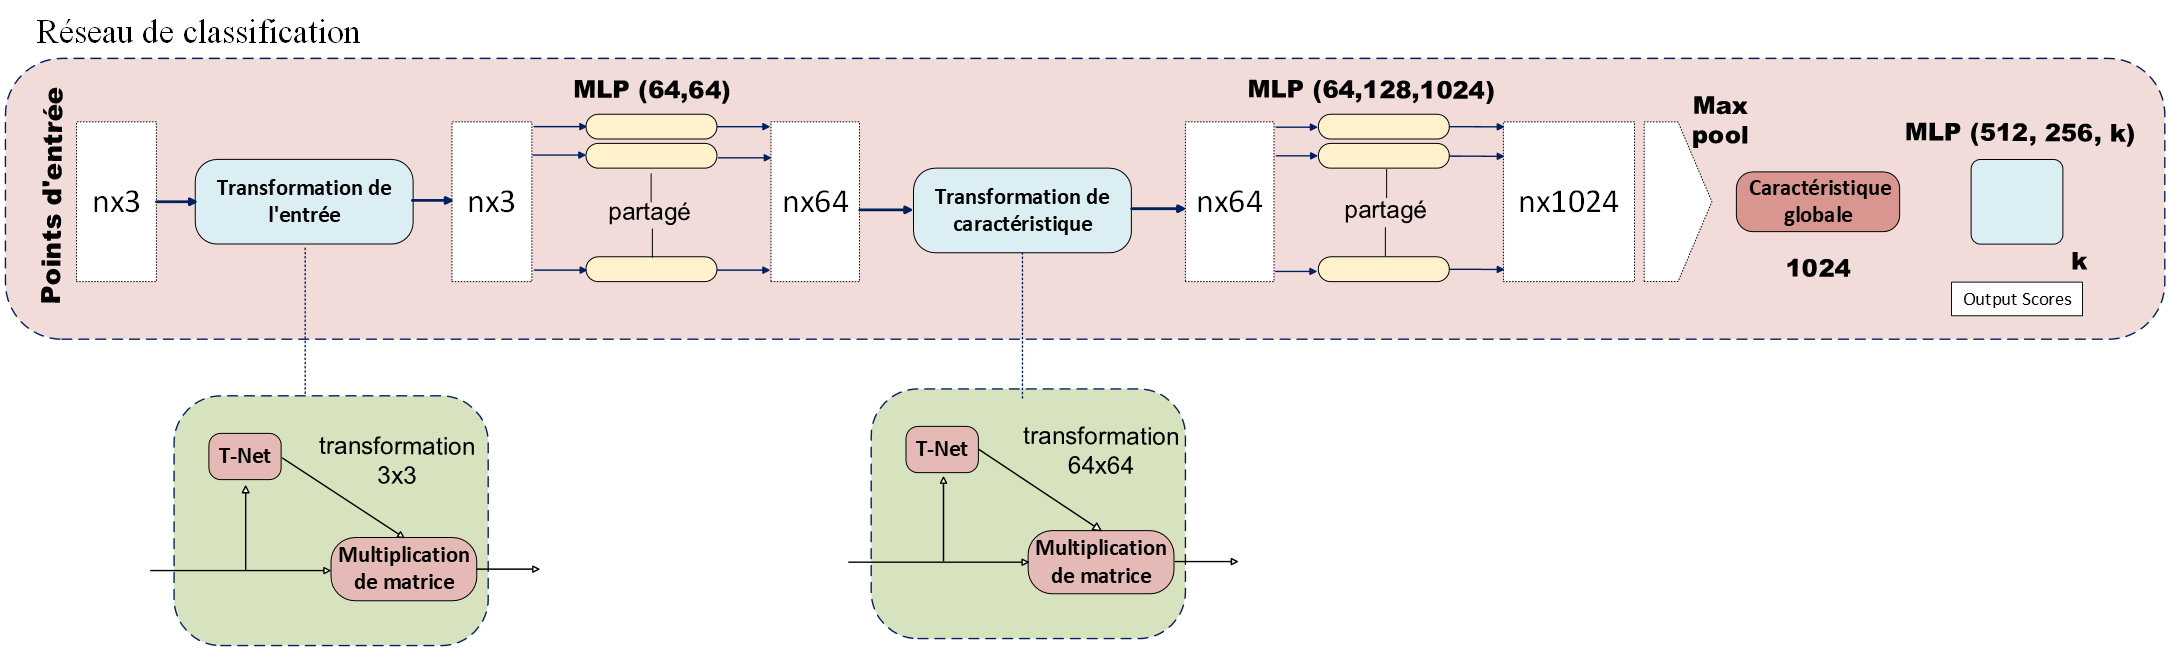 Réseau de classification
Points d'entrée
nx3
Transformation de
l'entrée
nx3
MLP (64,64)
partagé
nx64
Transformation de
caractéristique
nx64
MLP (64,128,1024)
partagé
nx1024
Max
pool
Caractéristique
globale
1024
MLP (512, 256, k)
k
Output Scores
T-Net
transformation
3x3
Multiplication
de matrice
T-Net
transformation
64x64
Multiplication
de matrice